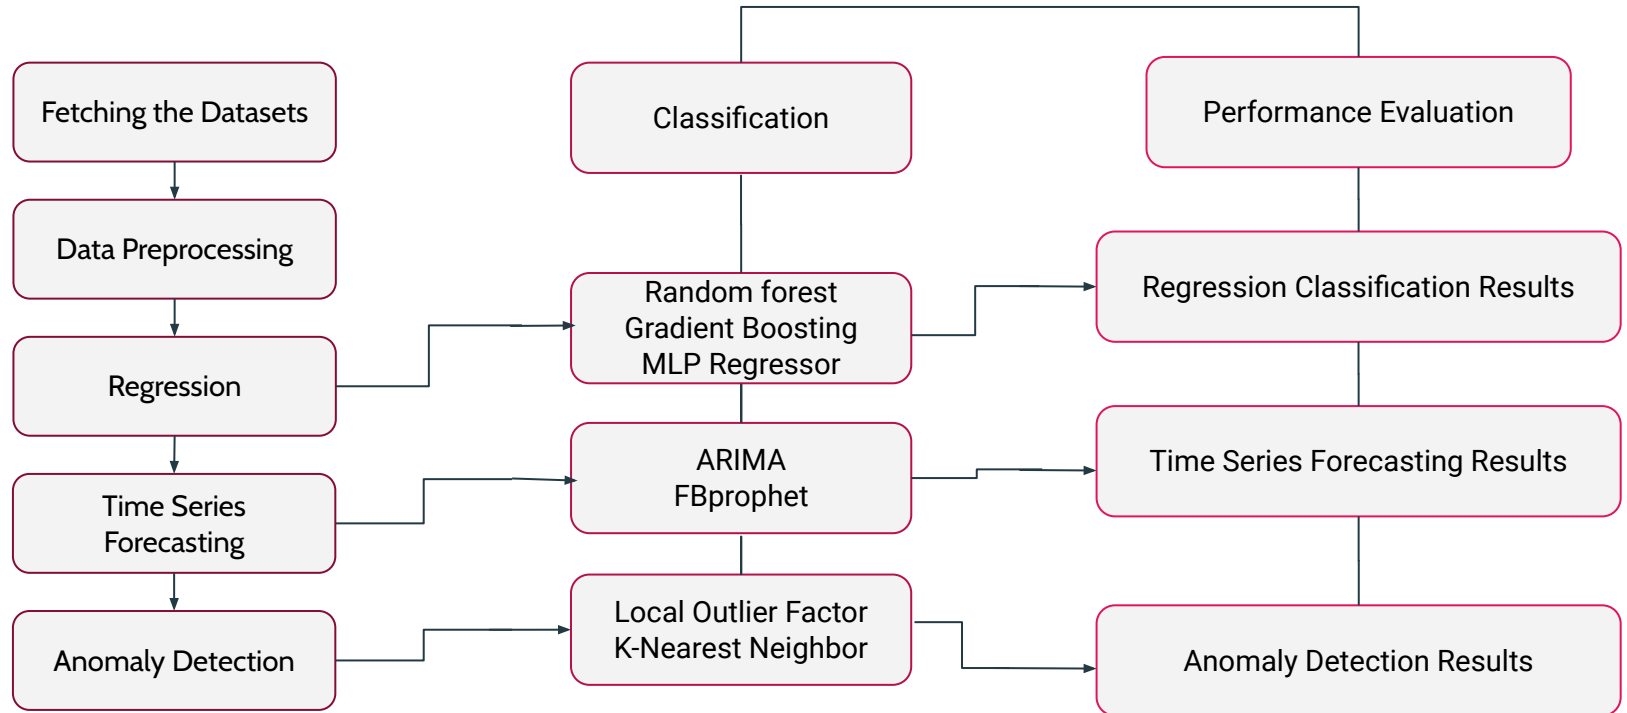 Fetching the Datasets
Data Preprocessing
Regression
Time Series
Forecasting
Anomaly Detection
Classification
Random forest
Gradient Boosting
MLP Regressor
ARIMA
FBprophet
Local Outlier Factor
K-Nearest Neighbor
Performance Evaluation
Regression Classification Results
Time Series Forecasting Results
Anomaly Detection Results